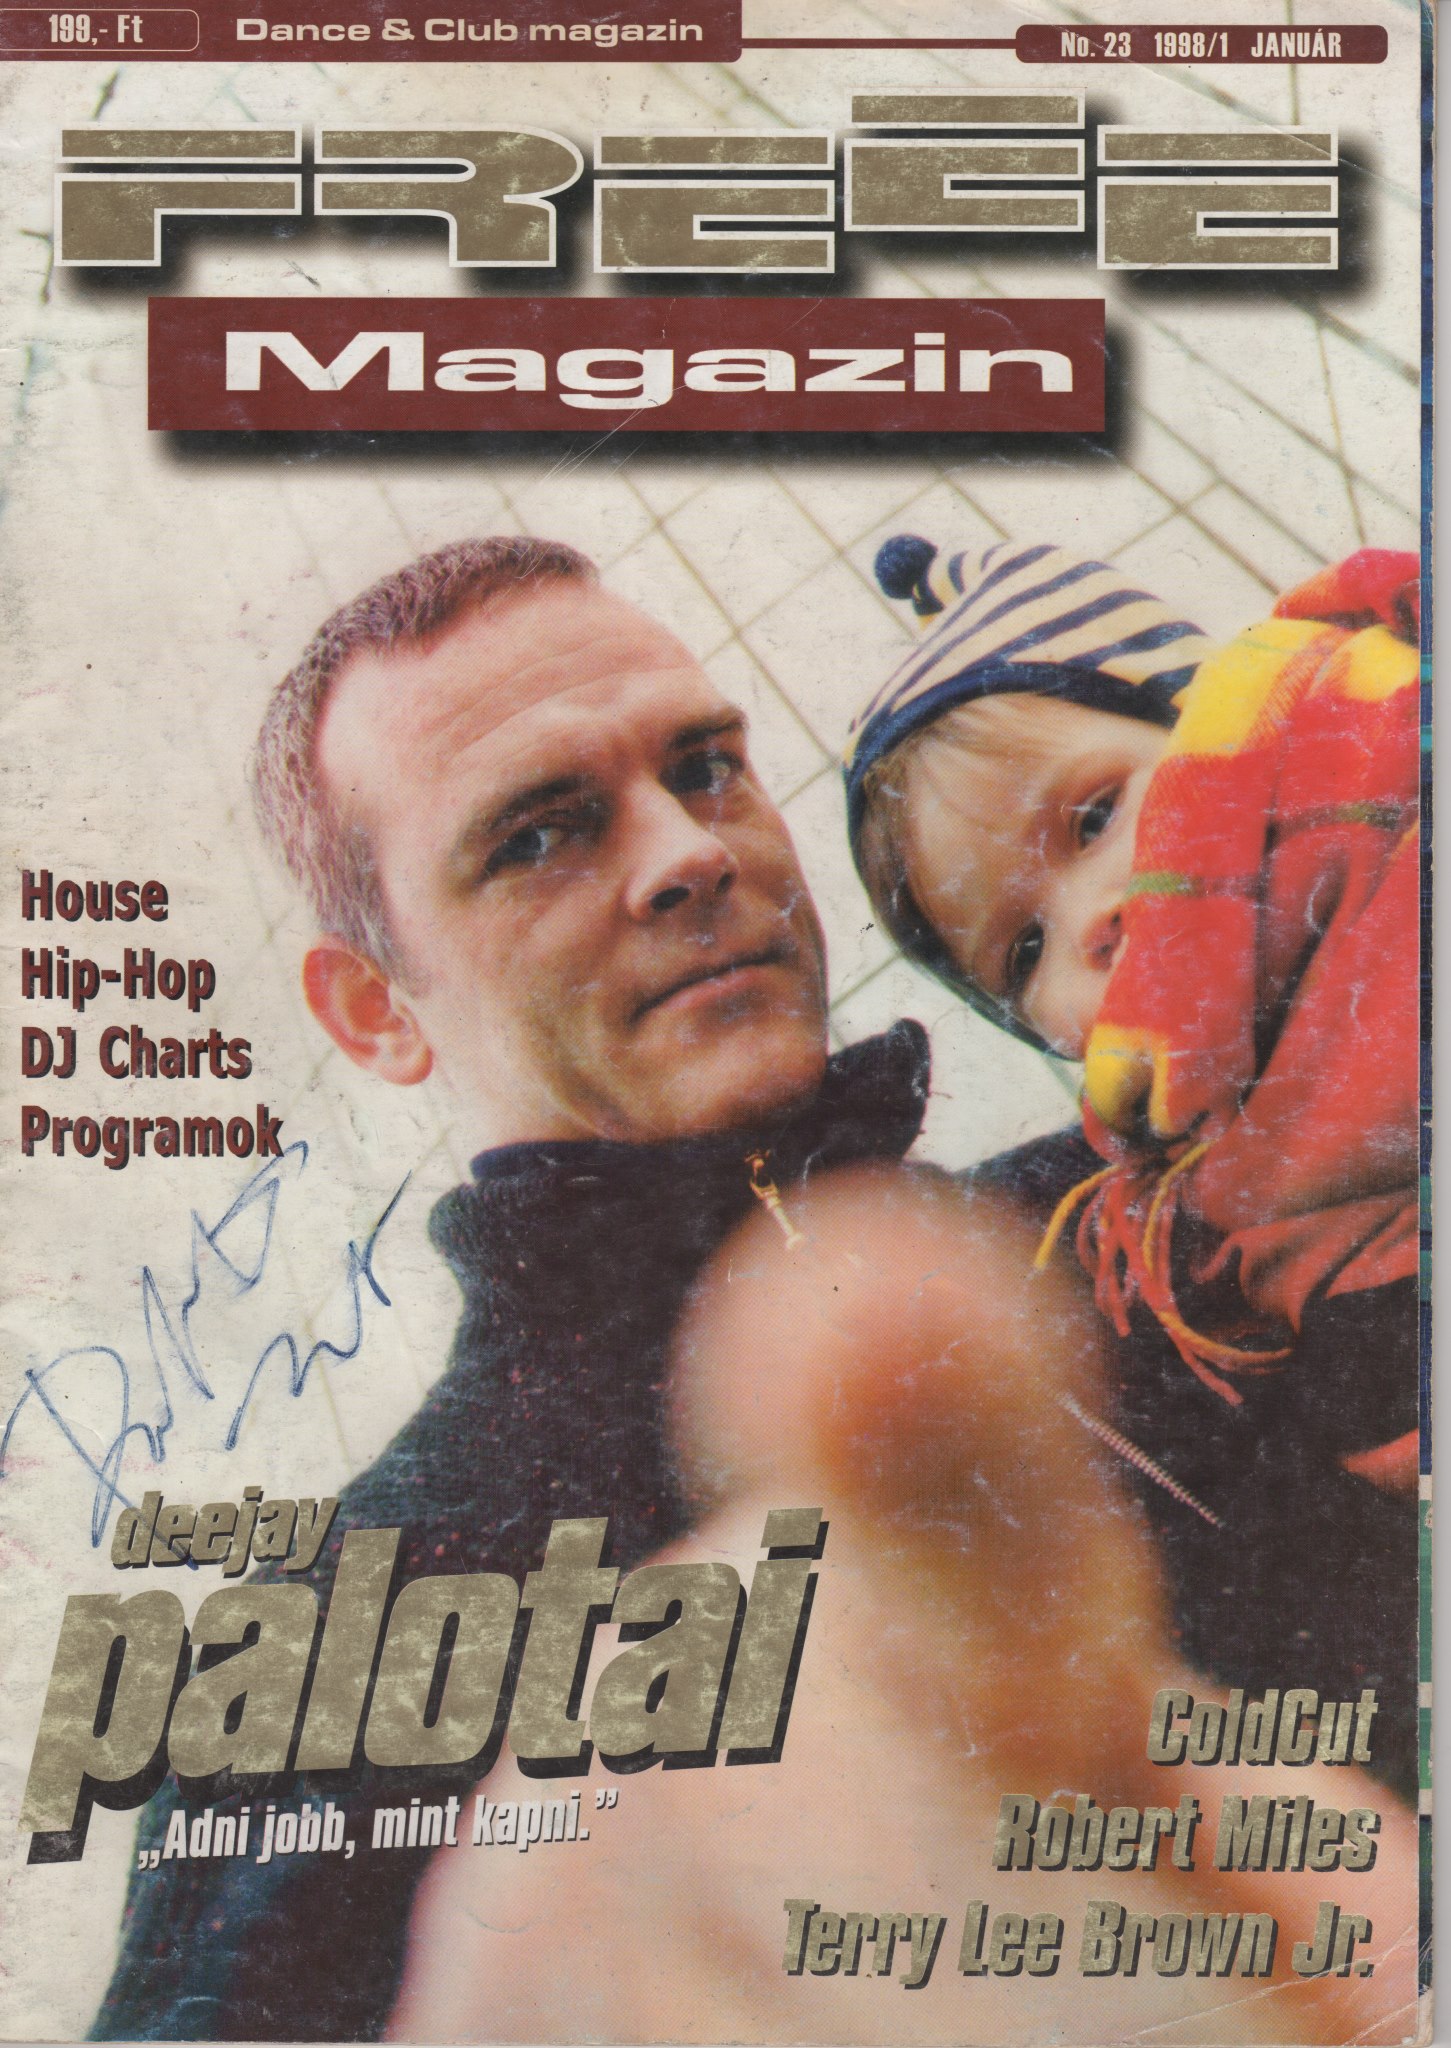 199,- Ft
Dance & Club magazin
No. 23 1998/1 JANUÁR
FREEE
Magazin
House
Hip-Hop
DJ Charts
Programok
deejay
palotai
„Adni jobb, mint kapni.”
ColdCut
Robert Miles
Terry Lee Brown Jr.